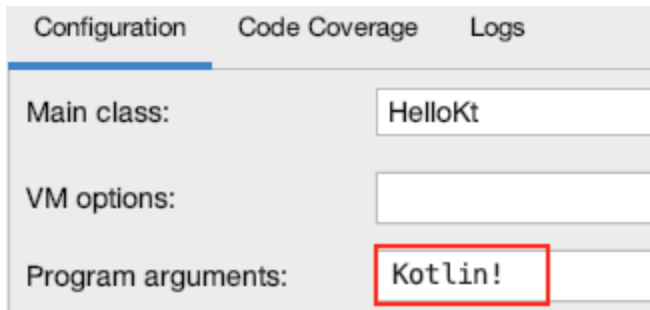 Configuration Code Coverage Logs
Main class: HelloKt
VM options:
Program arguments: Kotlin!